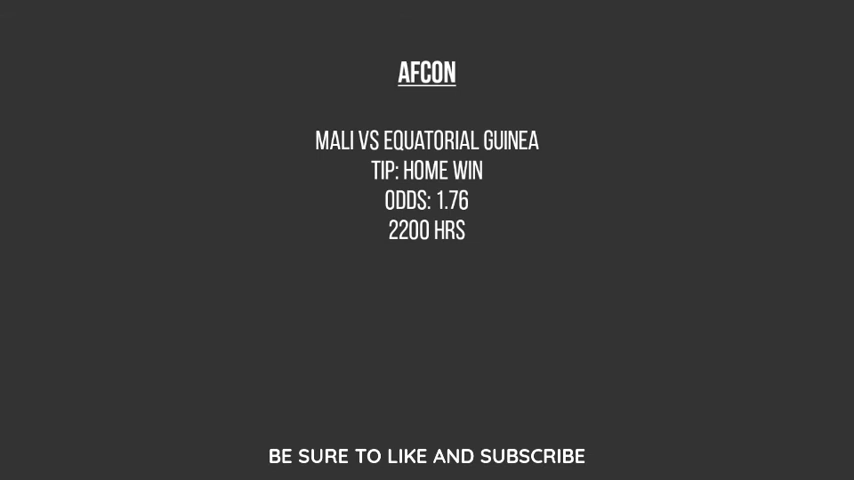 AFCON
MALI VS EQUATORIAL GUINEA
TIP: HOME WIN
ODDS: 1.76
2200 HRS
BE SURE TO LIKE AND SUBSCRIBE